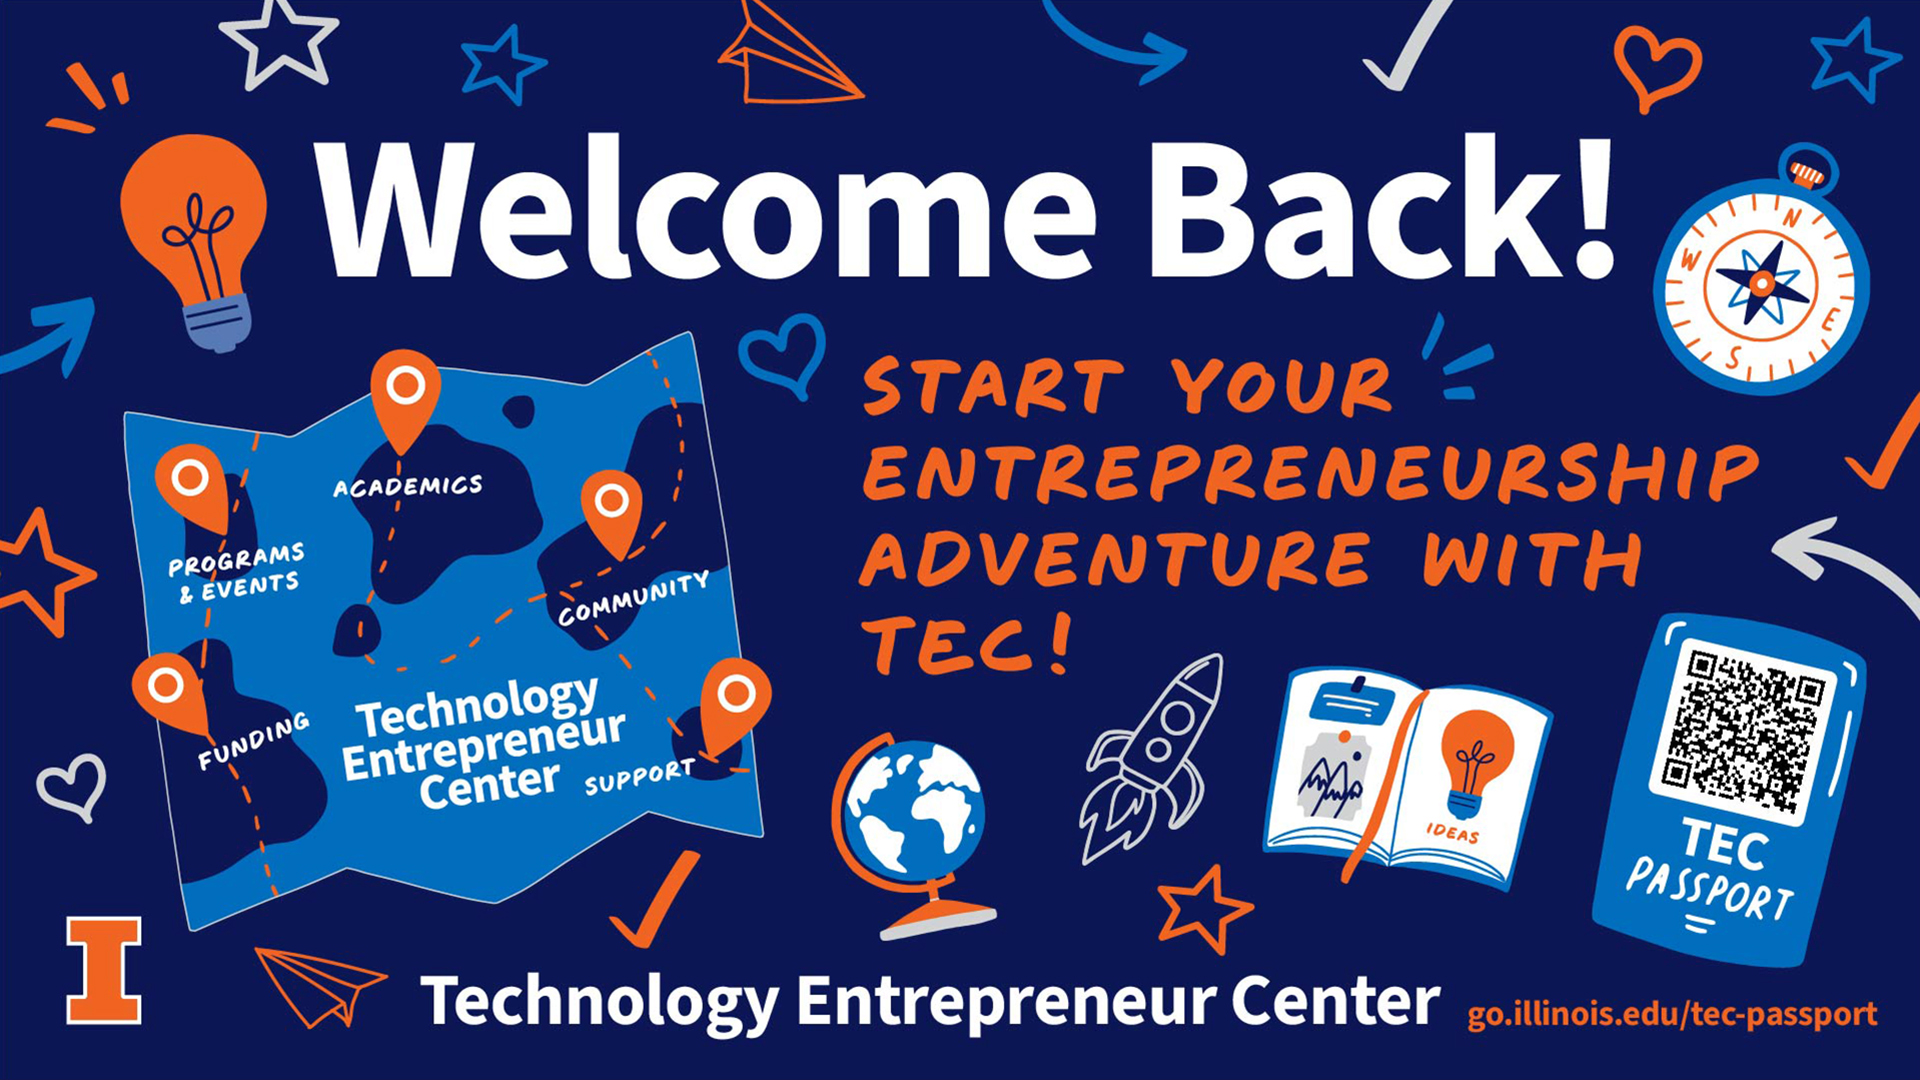 Welcome Back!
N
W
E
S
START YOUR
ENTREPRENEURSHIP
ADVENTURE WITH
TEC!
ACADEMICS
PROGRAMS
& EVENTS
COMMUNITY
FUNDING
Technology
Entrepreneur
Center
SUPPORT
IDEAS
TEC
PASSPORT
I
Technology Entrepreneur Center
go.illinois.edu/tec-passport